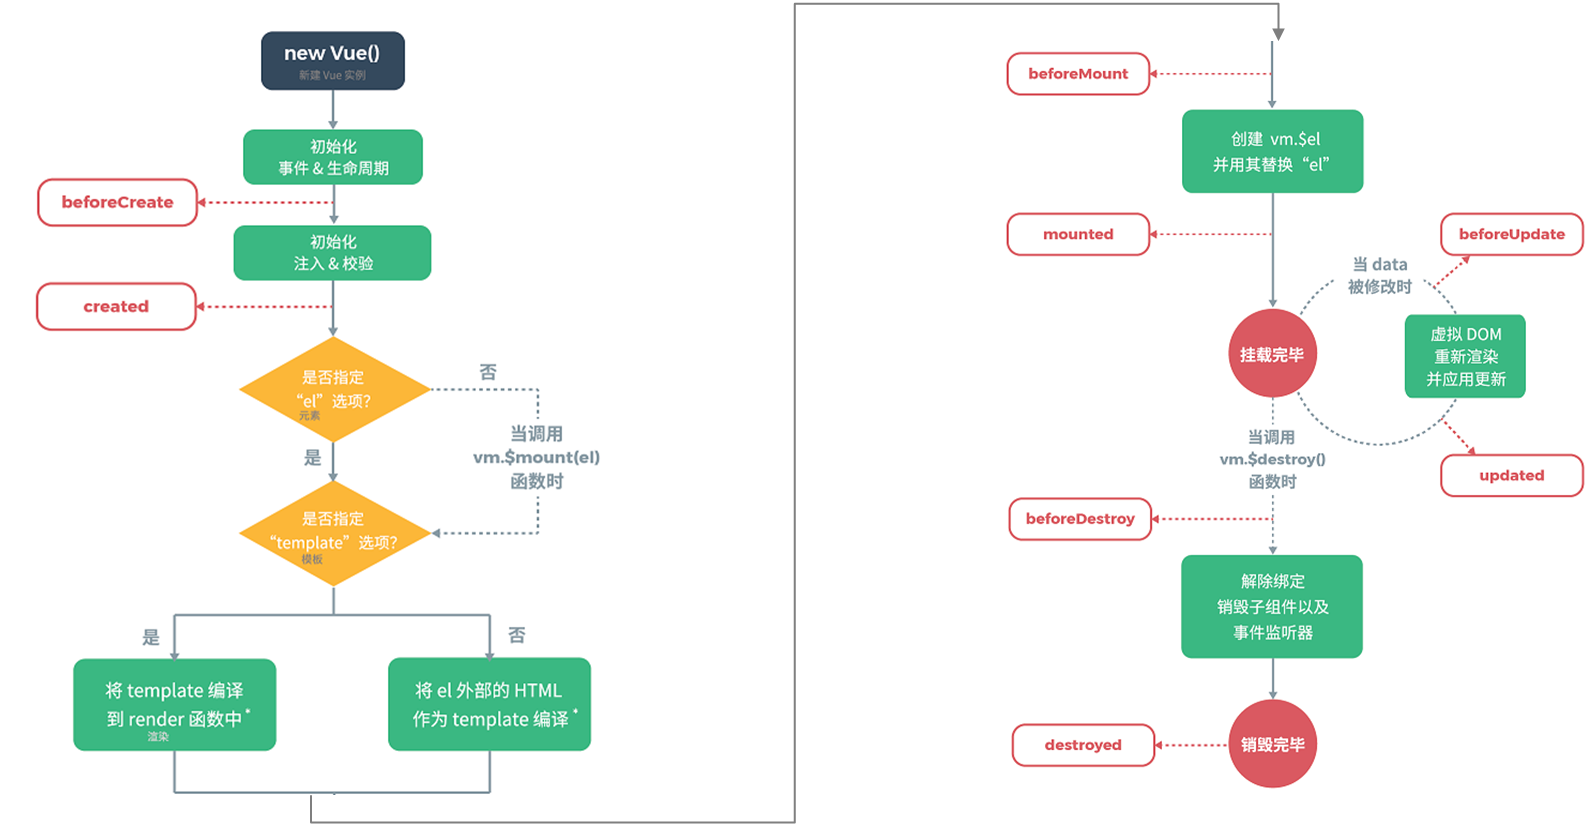 new Vue()
新建 Vue 实例
初始化
事件 & 生命周期
beforeCreate
初始化
注入 & 校验
created
是否指定
“el” 选项?
元素
否
当调用
vm.$mount(el)
函数时
是
是否指定
“template” 选项?
模板
是
否
将 template 编译
到 render 函数中*
渲染
将 el 外部的 HTML
作为 template 编译*
beforeMount
创建 vm.$el
并用其替换 “el”
mounted
beforeUpdate
当 data
被修改时
挂载完毕
虚拟 DOM
重新渲染
并应用更新
当调用
vm.$destroy()
函数时
updated
beforeDestroy
解除绑定
销毁子组件以及
事件监听器
destroyed
销毁完毕